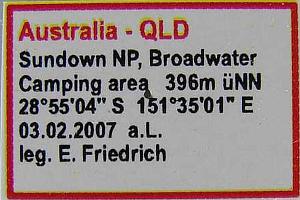 Australia - QLD
Sundown NP, Broadwater
Camping area 396m üNN
28°55'04" S 151°35'01" E
03.02.2007 a.L.
leg. E. Friedrich